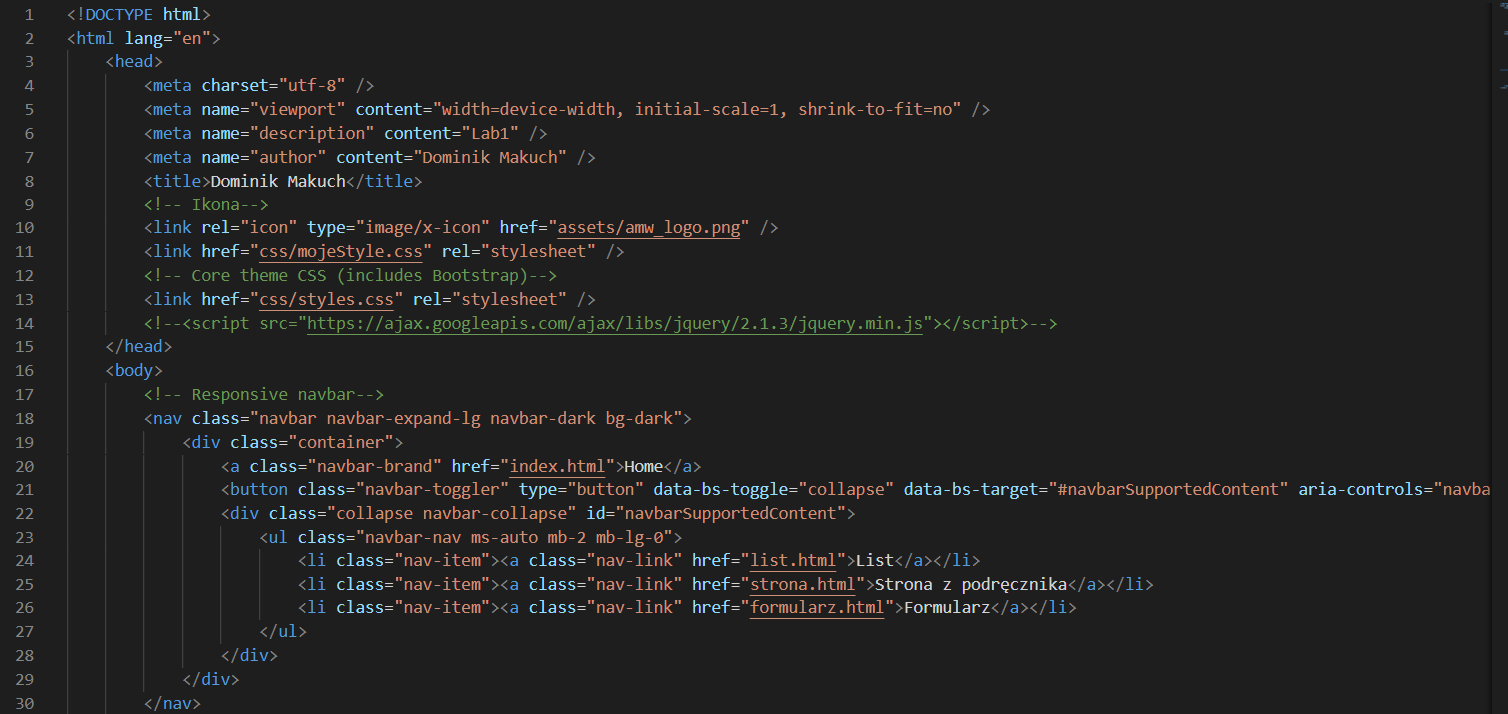 1 <!DOCTYPE html>
2 <html lang="en">
3 <head>
4 <meta charset="utf-8" />
5 <meta name="viewport" content="width=device-width, initial-scale=1, shrink-to-fit=no" />
6 <meta name="description" content="Lab1" />
7 <meta name="author" content="Dominik Makuch" />
8 <title>Dominik Makuch</title>
9 <!-- Ikona-->
10 <link rel="icon" type="image/x-icon" href="assets/amw_logo.png" />
11 <link href="css/mojeStyle.css" rel="stylesheet" />
12 <!-- Core theme CSS (includes Bootstrap)-->
13 <link href="css/styles.css" rel="stylesheet" />
14 <!--<script src="https://ajax.googleapis.com/ajax/libs/jquery/2.1.3/jquery.min.js"></script>-->
15 </head>
16 <body>
17 <!-- Responsive navbar-->
18 <nav class="navbar navbar-expand-lg navbar-dark bg-dark">
19 <div class="container">
20 <a class="navbar-brand" href="index.html">Home</a>
21 <button class="navbar-toggler" type="button" data-bs-toggle="collapse" data-bs-target="#navbarSupportedContent" aria-controls="navba
22 <div class="collapse navbar-collapse" id="navbarSupportedContent">
23 <ul class="navbar-nav ms-auto mb-2 mb-lg-0">
24 <li class="nav-item"><a class="nav-link" href="list.html">List</a></li>
25 <li class="nav-item"><a class="nav-link" href="strona.html">Strona z podręcznika</a></li>
26 <li class="nav-item"><a class="nav-link" href="formularz.html">Formularz</a></li>
27 </ul>
28 </div>
29 </div>
30 </nav>